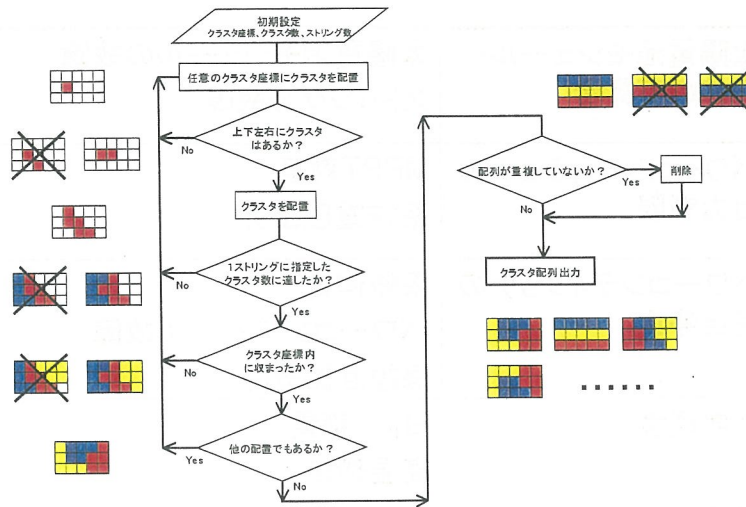 初期設定
クラスタ座標、クラスタ数、ストリング数
任意のクラスタ座標にクラスタを配置
上下左右にクラスタ
はあるか?
No
Yes
クラスタを配置
1ストリングに指定した
クラスタ数に達したか?
No
Yes
クラスタ座標内
に収まったか?
No
Yes
他の配置でもあるか?
Yes
No
配列が重複していないか?
Yes
削除
No
クラスタ配列出力